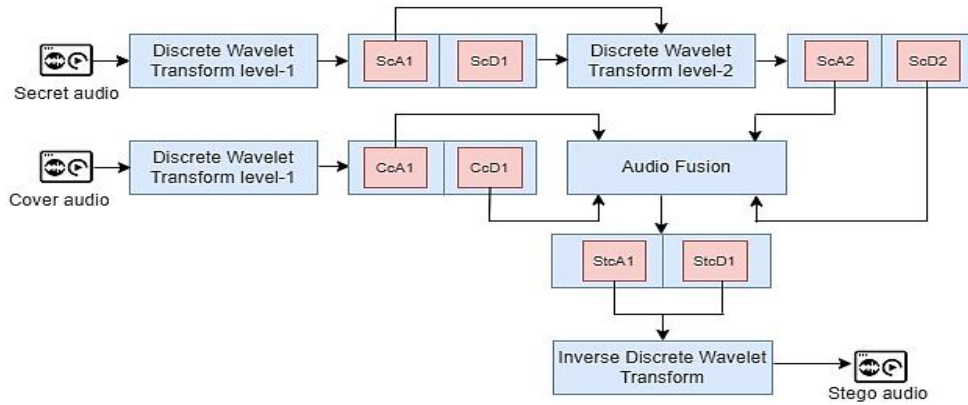 Discrete Wavelet
Transform level-1
ScA1
ScD1
Discrete Wavelet
Transform level-2
ScA2
ScD2
Secret audio
Discrete Wavelet
Transform level-1
CcA1
CcD1
Audio Fusion
Cover audio
StcA1
StcD1
Inverse Discrete Wavelet
Transform
Stego audio